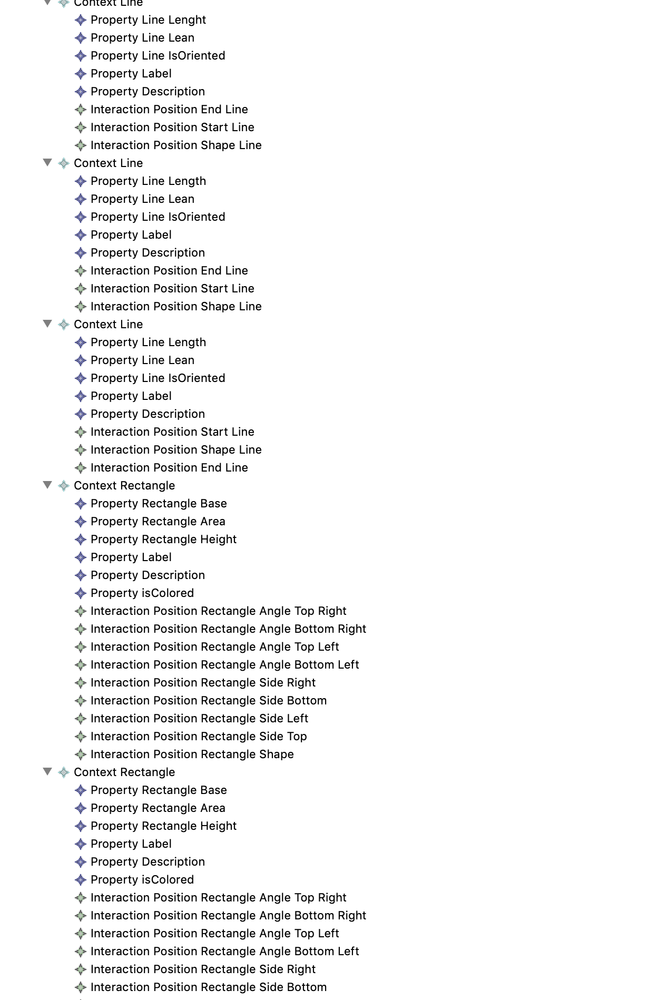 Context Line
Property Line Lenght
Property Line Lean
Property Line IsOriented
Property Label
Property Description
Interaction Position End Line
Interaction Position Start Line
Interaction Position Shape Line
Context Line
Property Line Length
Property Line Lean
Property Line IsOriented
Property Label
Property Description
Interaction Position End Line
Interaction Position Start Line
Interaction Position Shape Line
Context Line
Property Line Length
Property Line Lean
Property Line IsOriented
Property Label
Property Description
Interaction Position Start Line
Interaction Position Shape Line
Interaction Position End Line
Context Rectangle
Property Rectangle Base
Property Rectangle Area
Property Rectangle Height
Property Label
Property Description
Property isColored
Interaction Position Rectangle Angle Top Right
Interaction Position Rectangle Angle Bottom Right
Interaction Position Rectangle Angle Top Left
Interaction Position Rectangle Angle Bottom Left
Interaction Position Rectangle Side Right
Interaction Position Rectangle Side Bottom
Interaction Position Rectangle Side Left
Interaction Position Rectangle Side Top
Interaction Position Rectangle Shape
Context Rectangle
Property Rectangle Base
Property Rectangle Area
Property Rectangle Height
Property Label
Property Description
Property isColored
Interaction Position Rectangle Angle Top Right
Interaction Position Rectangle Angle Bottom Right
Interaction Position Rectangle Angle Top Left
Interaction Position Rectangle Angle Bottom Left
Interaction Position Rectangle Side Right
Interaction Position Rectangle Side Bottom